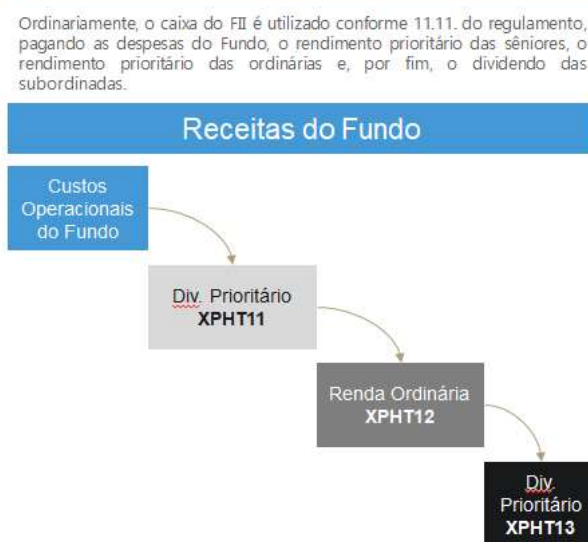 Ordinariamente, o caixa do FII é utilizado conforme 11.11. do regulamento,
pagando as despesas do Fundo, o rendimento prioritário das sêniores, o
rendimento prioritário das ordinárias e, por fim, o dividendo das
subordinadas.
Receitas do Fundo
Custos
Operacionais
do Fundo
Div. Prioritário
XPHT11
Renda Ordinária
XPHT12
Div.
Prioritário
XPHT13